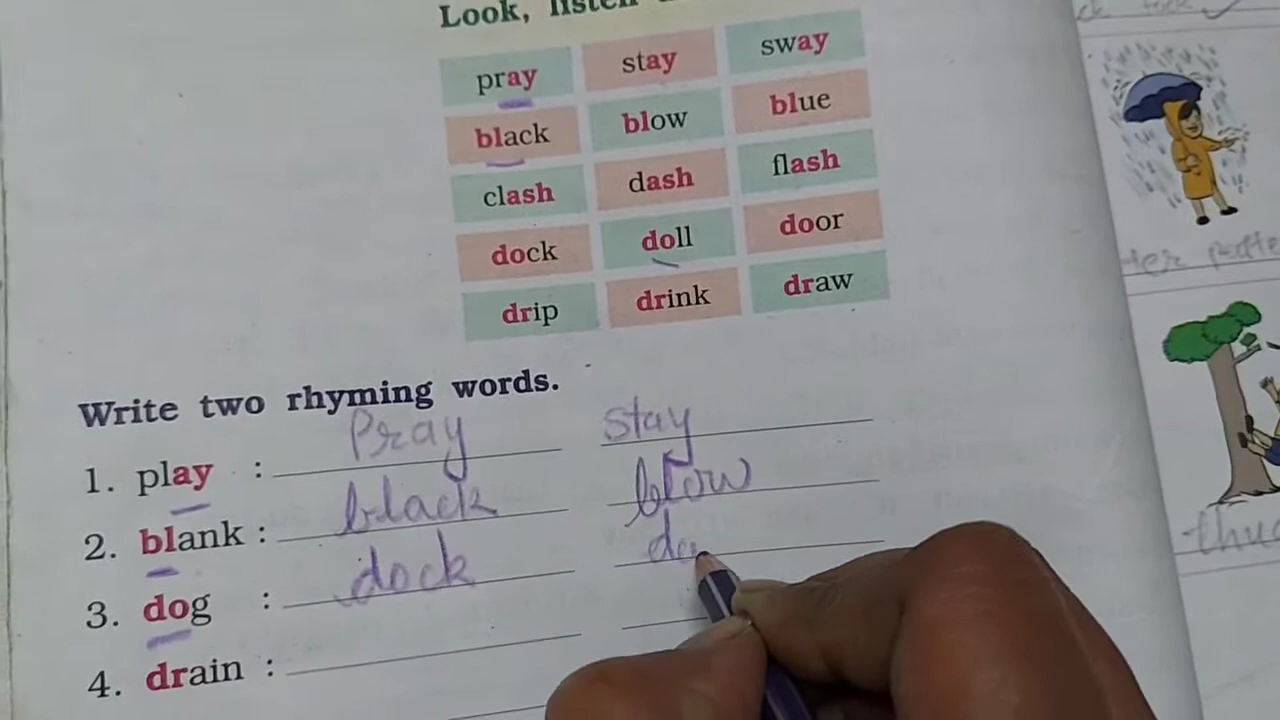 Look, listen
pray stay sway
black blow blue
clash dash flash
dock doll door
drip drink draw
Write two rhyming words.
1. play : Pray stay
2. blank : black blow
3. dog : dock do
4. drain :